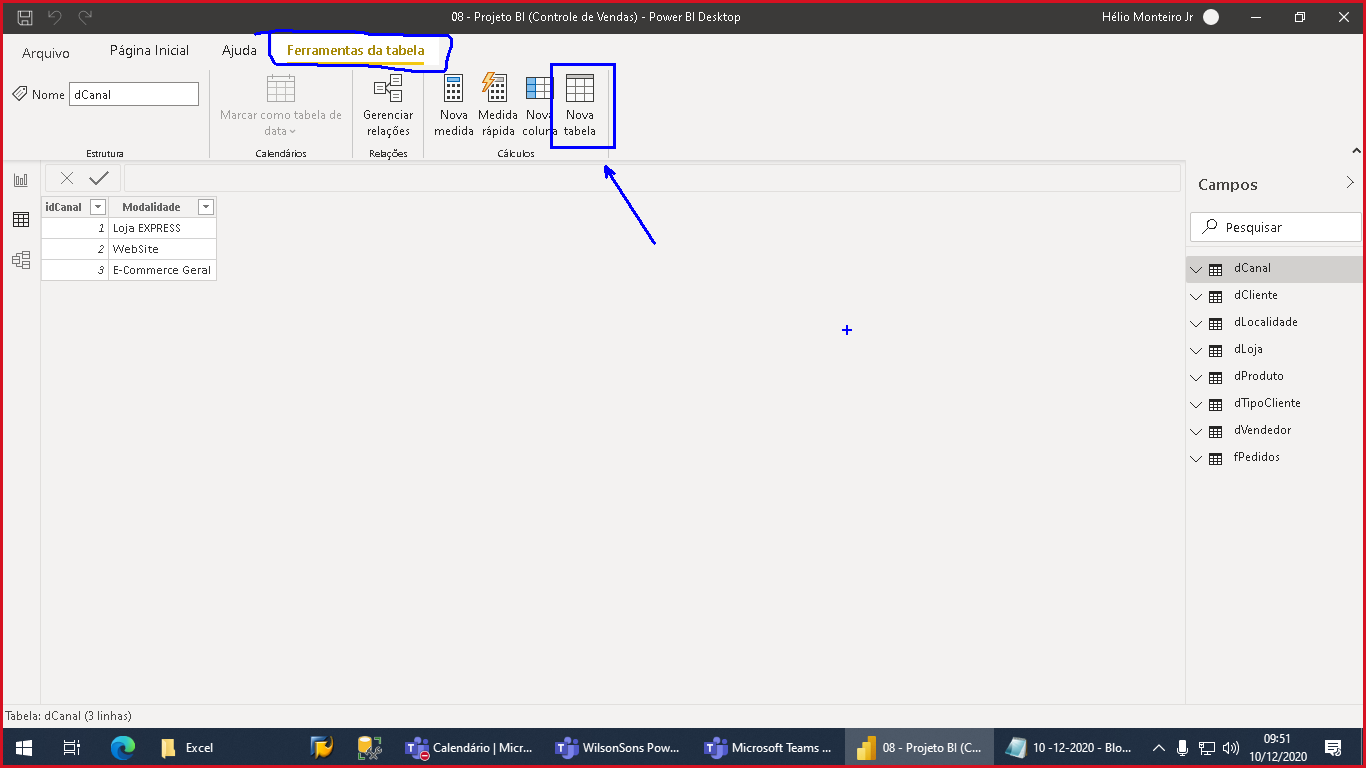 08 - Projeto BI (Controle de Vendas) - Power BI Desktop
Hélio Monteiro Jr
Arquivo
Página Inicial
Ajuda
Ferramentas da tabela
Nome
dCanal
Marcar como tabela de
data
Gerenciar
relações
Nova
medida
Medida
rápida
Nova
coluna
Nova
tabela
Estrutura
Calendários
Relações
Cálculos
idCanal
Modalidade
1 Loja EXPRESS
2 WebSite
3 E-Commerce Geral
Campos
Pesquisar
dCanal
dCliente
dLocalidade
dLoja
dProduto
dTipoCliente
dVendedor
fPedidos
Tabela: dCanal (3 linhas)
Excel
Calendário | Micr...
WilsonSons Pow...
Microsoft Teams ...
08 - Projeto BI (C...
10 -12-2020 - Blo...
09:51
10/12/2020